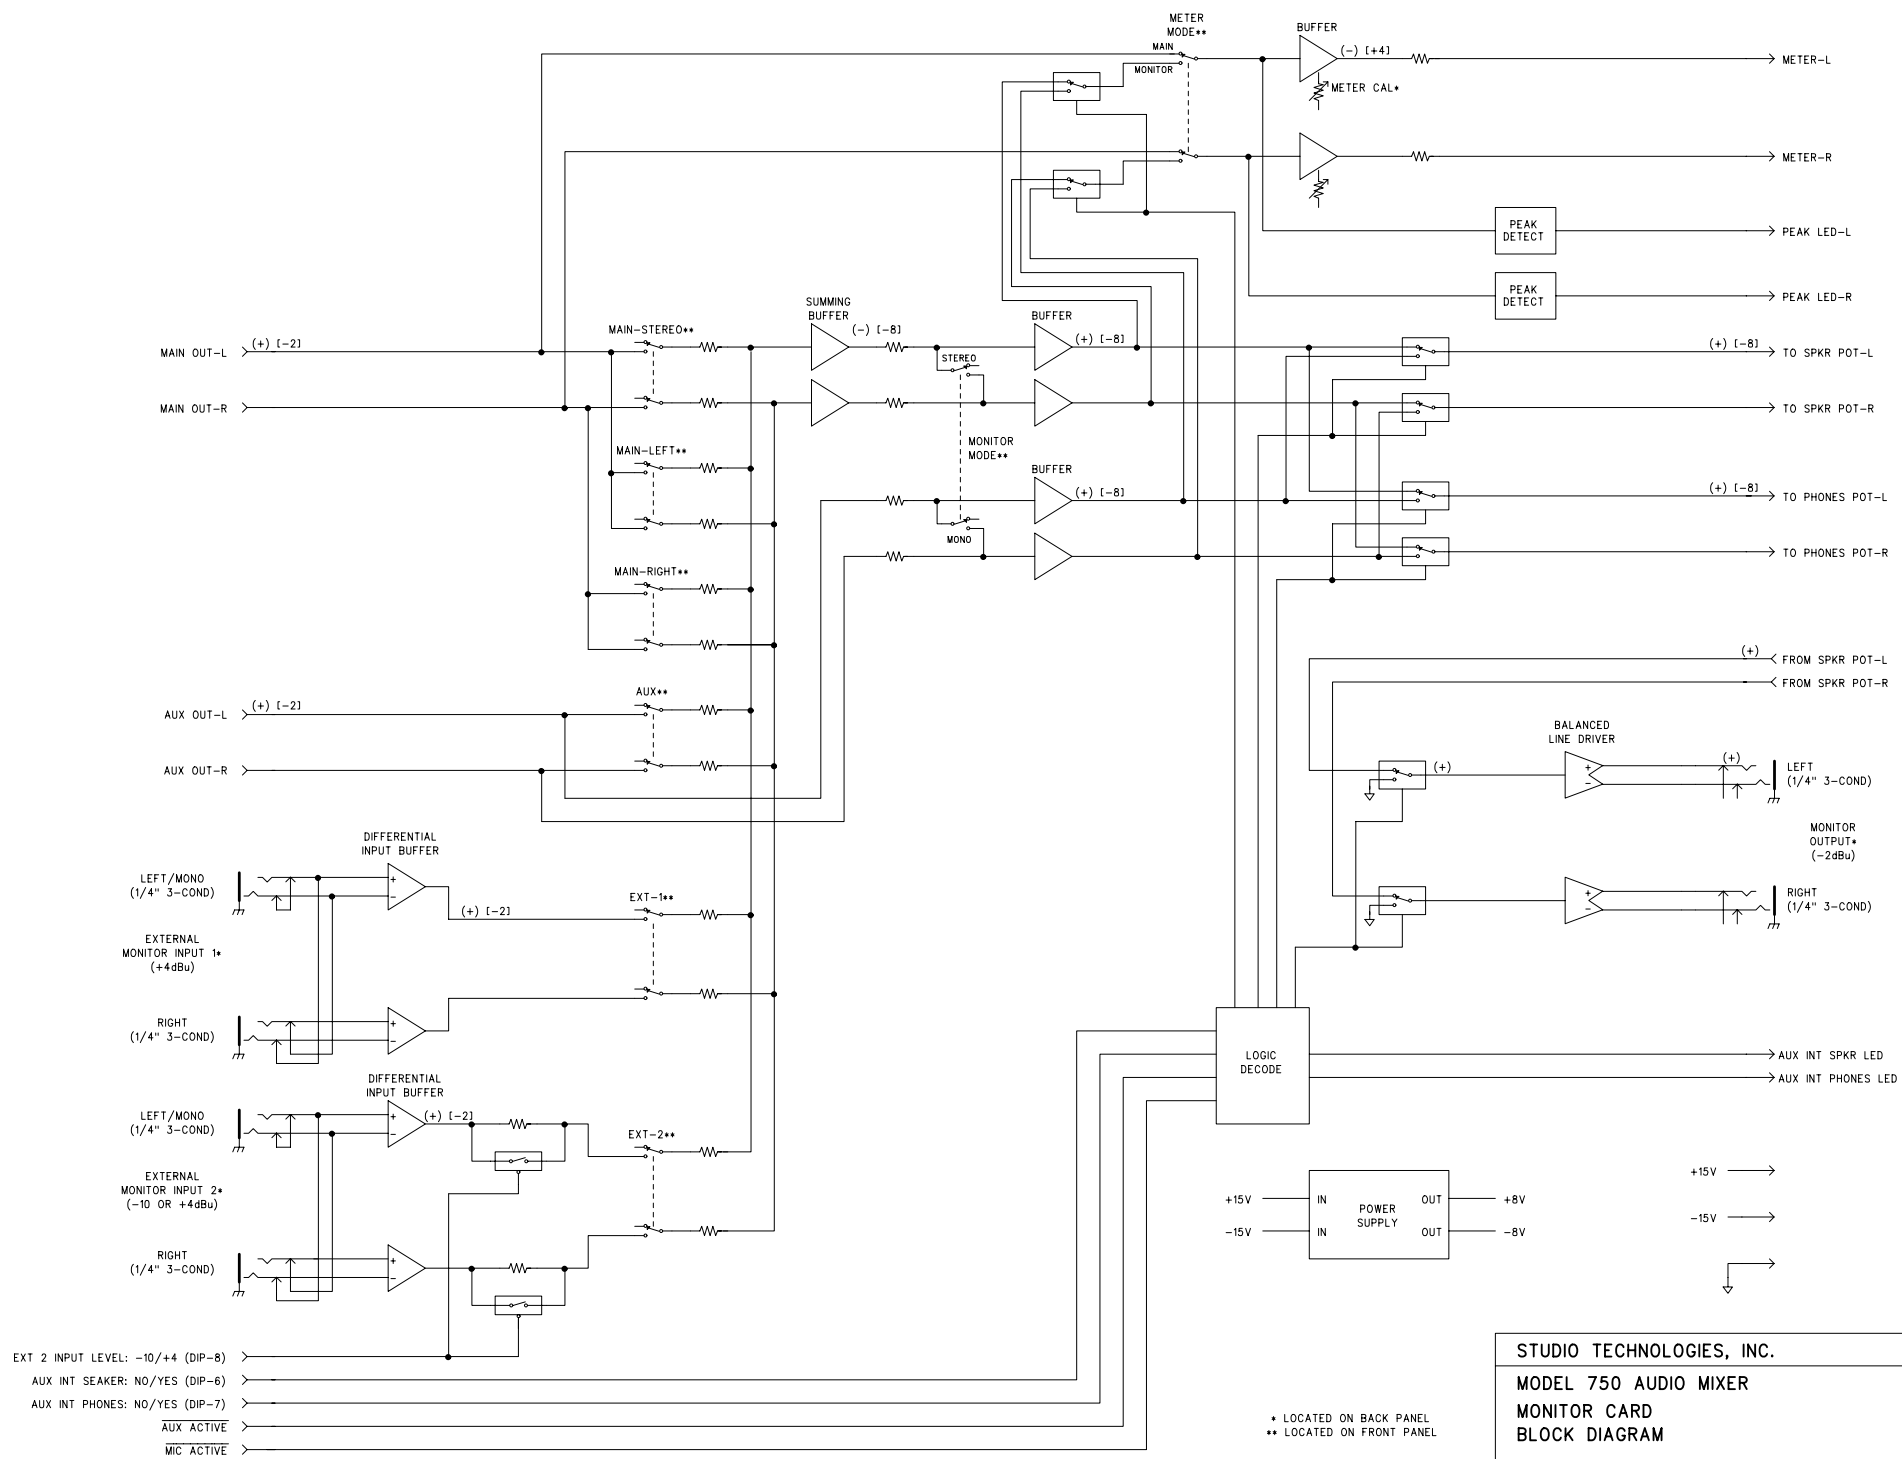 METER
MODE**
MAIN
MONITOR
BUFFER
(-) [+4]
METER-L
METER CAL*
METER-R
PEAK
DETECT
PEAK LED-L
PEAK
DETECT
PEAK LED-R
MAIN OUT-L
(+) [-2]
MAIN-STEREO**
SUMMING
BUFFER
(-) [-8]
STEREO
BUFFER
(+) [-8]
(+) [-8]
TO SPKR POT-L
MAIN OUT-R
TO SPKR POT-R
MAIN-LEFT**
MONITOR
MODE**
BUFFER
(+) [-8]
(+) [-8]
TO PHONES POT-L
MONO
TO PHONES POT-R
MAIN-RIGHT**
(+)
FROM SPKR POT-L
FROM SPKR POT-R
AUX OUT-L
(+) [-2]
AUX**
AUX OUT-R
BALANCED
LINE DRIVER
(+)
+
-
(+)
LEFT
(1/4" 3-COND)
MONITOR
OUTPUT*
(-2dBu)
+
-
RIGHT
(1/4" 3-COND)
DIFFERENTIAL
INPUT BUFFER
LEFT/MONO
(1/4" 3-COND)
+
-
(+) [-2]
EXT-1**
EXTERNAL
MONITOR INPUT 1*
(+4dBu)
RIGHT
(1/4" 3-COND)
+
-
LOGIC
DECODE
AUX INT SPKR LED
AUX INT PHONES LED
DIFFERENTIAL
INPUT BUFFER
LEFT/MONO
(1/4" 3-COND)
+
-
(+) [-2]
EXT-2**
EXTERNAL
MONITOR INPUT 2*
(-10 OR +4dBu)
RIGHT
(1/4" 3-COND)
+
-
+15V
IN
OUT
+8V
POWER
SUPPLY
-15V
IN
OUT
-8V
+15V
-15V
EXT 2 INPUT LEVEL: -10/+4 (DIP-8)
AUX INT SEAKER: NO/YES (DIP-6)
AUX INT PHONES: NO/YES (DIP-7)
AUX ACTIVE
MIC ACTIVE
* LOCATED ON BACK PANEL
** LOCATED ON FRONT PANEL
STUDIO TECHNOLOGIES, INC.
MODEL 750 AUDIO MIXER
MONITOR CARD
BLOCK DIAGRAM